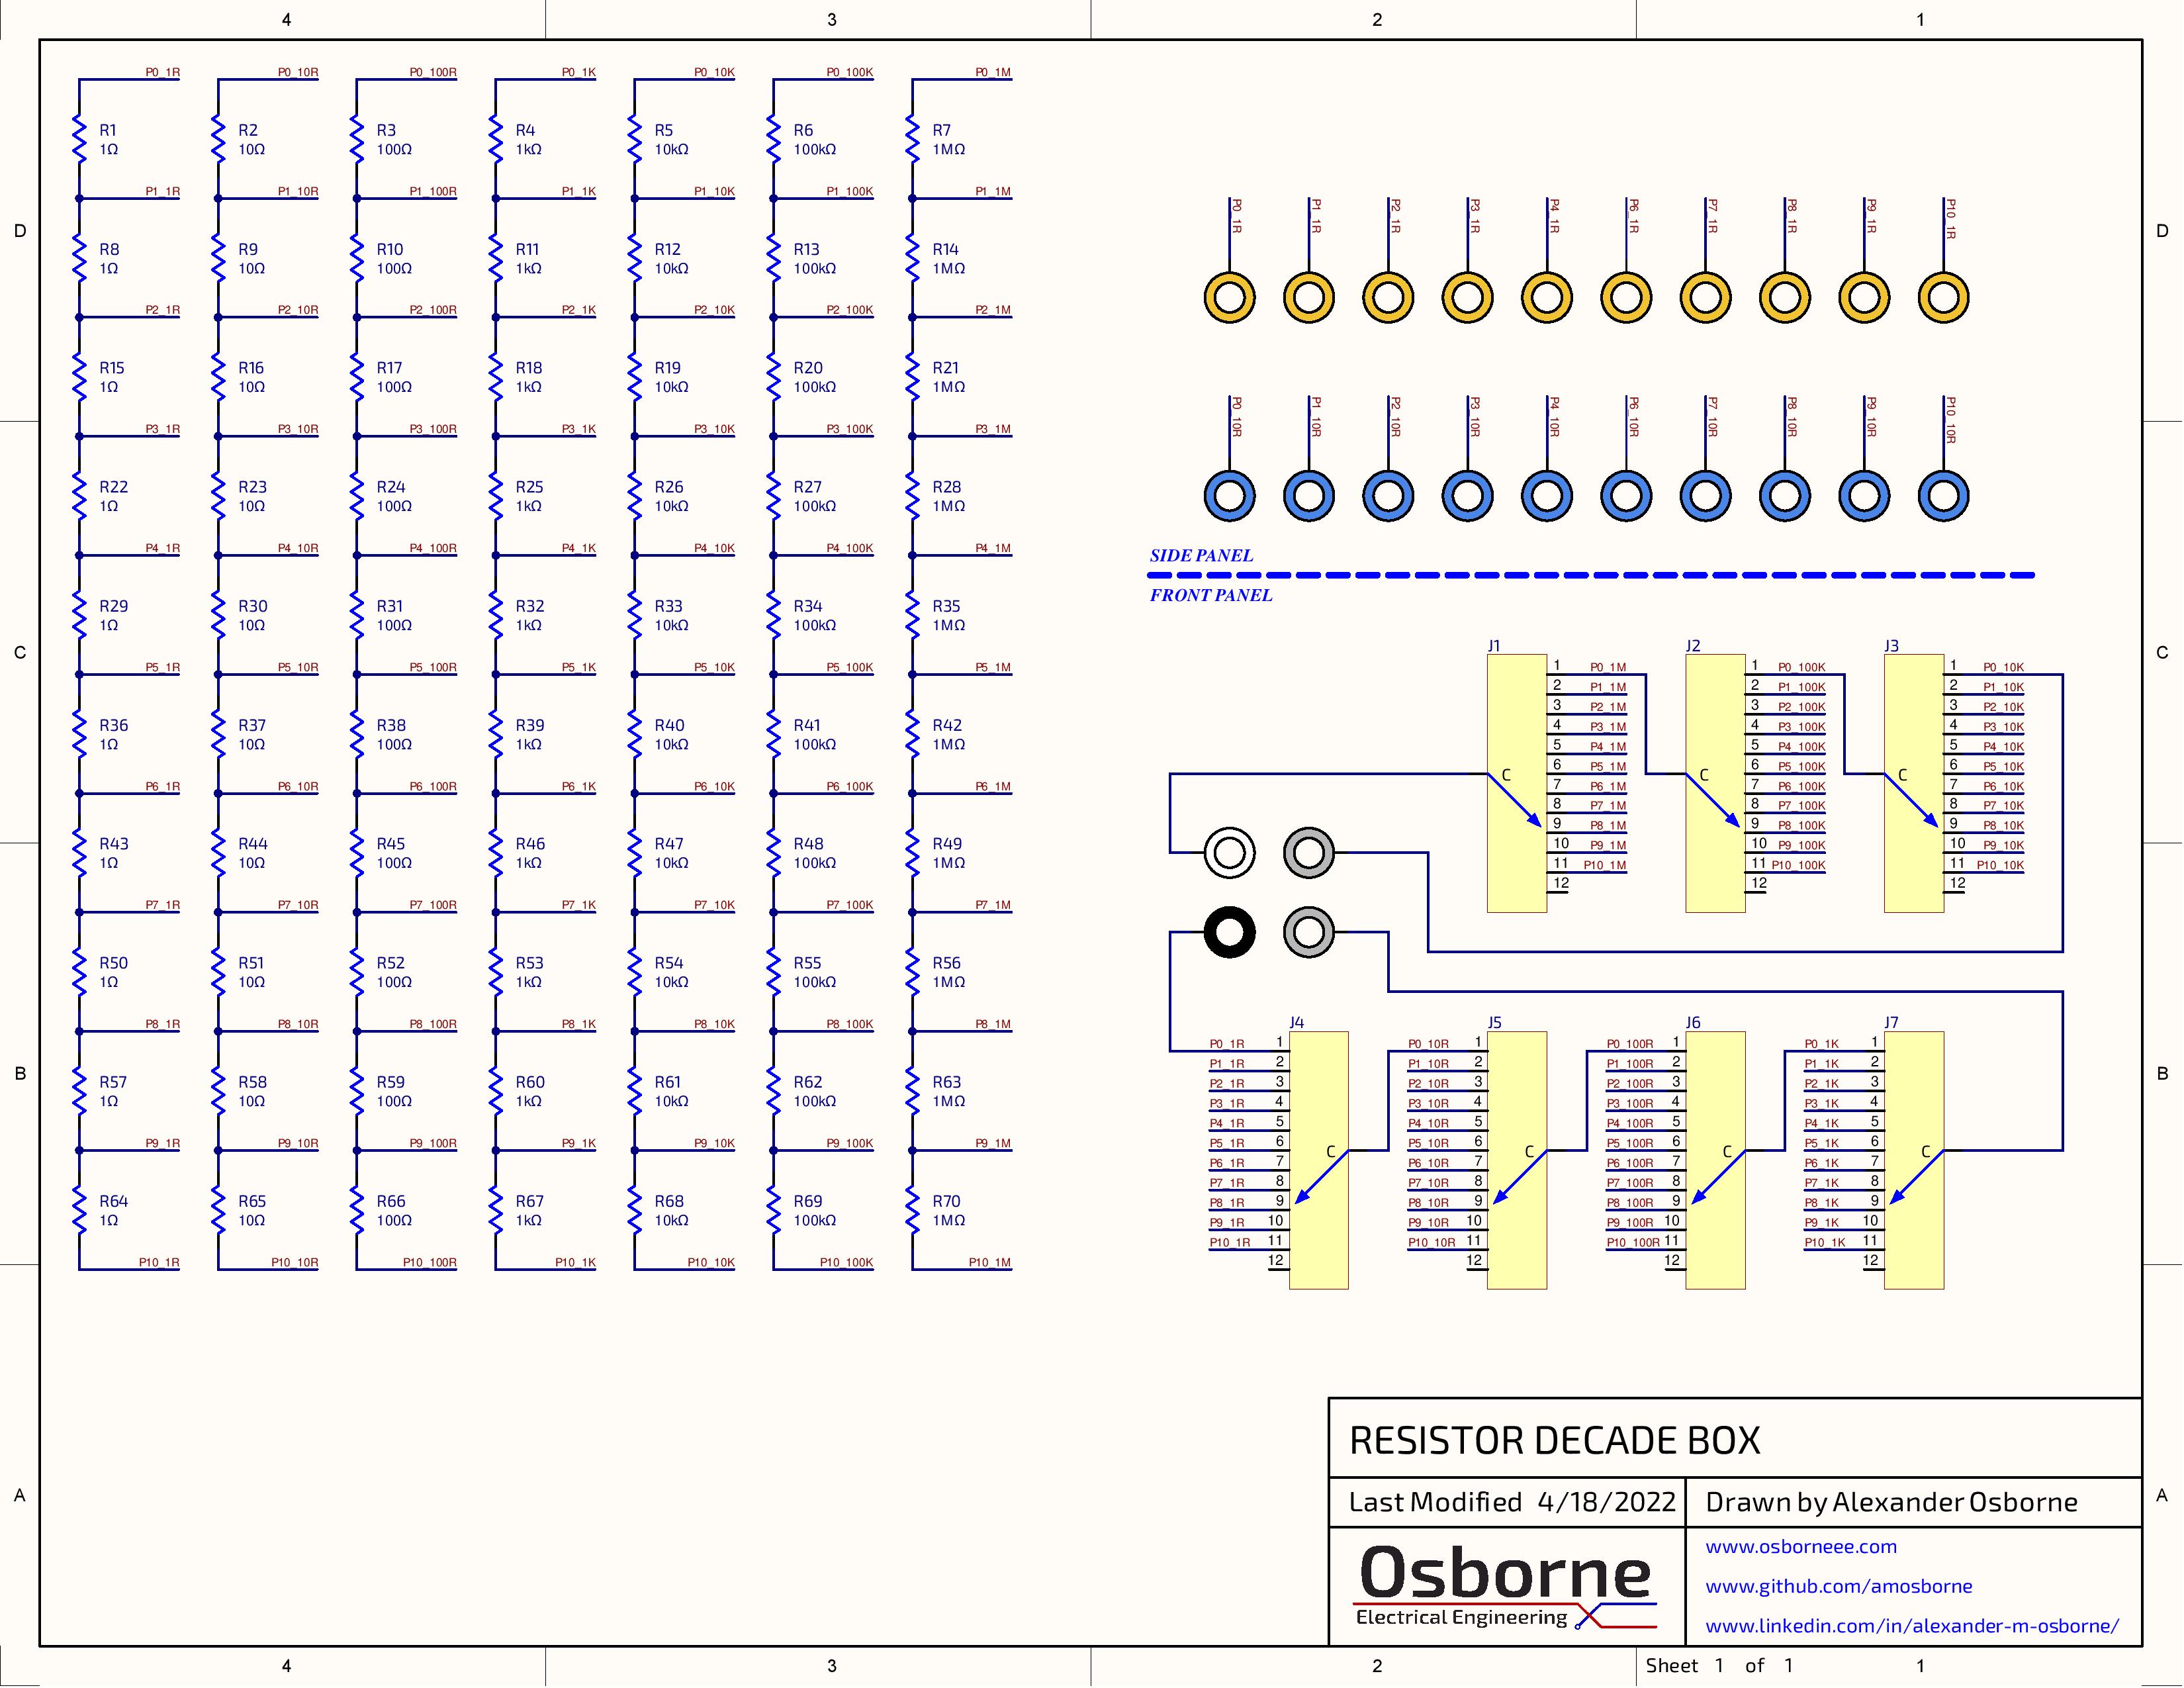 4 3 2 1
P0_1R P0_10R P0_100R P0_1K P0_10K P0_100K P0_1M
R1 R2 R3 R4 R5 R6 R7
1Ω 10Ω 100Ω 1kΩ 10kΩ 100kΩ 1MΩ
P1_1R P1_10R P1_100R P1_1K P1_10K P1_100K P1_1M
D
R8 R9 R10 R11 R12 R13 R14
1Ω 10Ω 100Ω 1kΩ 10kΩ 100kΩ 1MΩ
P2_1R P2_10R P2_100R P2_1K P2_10K P2_100K P2_1M
R15 R16 R17 R18 R19 R20 R21
1Ω 10Ω 100Ω 1kΩ 10kΩ 100kΩ 1MΩ
P3_1R P3_10R P3_100R P3_1K P3_10K P3_100K P3_1M
R22 R23 R24 R25 R26 R27 R28
1Ω 10Ω 100Ω 1kΩ 10kΩ 100kΩ 1MΩ
P4_1R P4_10R P4_100R P4_1K P4_10K P4_100K P4_1M
R29 R30 R31 R32 R33 R34 R35
1Ω 10Ω 100Ω 1kΩ 10kΩ 100kΩ 1MΩ
C
P5_1R P5_10R P5_100R P5_1K P5_10K P5_100K P5_1M
R36 R37 R38 R39 R40 R41 R42
1Ω 10Ω 100Ω 1kΩ 10kΩ 100kΩ 1MΩ
P6_1R P6_10R P6_100R P6_1K P6_10K P6_100K P6_1M
R43 R44 R45 R46 R47 R48 R49
1Ω 10Ω 100Ω 1kΩ 10kΩ 100kΩ 1MΩ
P7_1R P7_10R P7_100R P7_1K P7_10K P7_100K P7_1M
R50 R51 R52 R53 R54 R55 R56
1Ω 10Ω 100Ω 1kΩ 10kΩ 100kΩ 1MΩ
P8_1R P8_10R P8_100R P8_1K P8_10K P8_100K P8_1M
B
R57 R58 R59 R60 R61 R62 R63
1Ω 10Ω 100Ω 1kΩ 10kΩ 100kΩ 1MΩ
P9_1R P9_10R P9_100R P9_1K P9_10K P9_100K P9_1M
R64 R65 R66 R67 R68 R69 R70
1Ω 10Ω 100Ω 1kΩ 10kΩ 100kΩ 1MΩ
P10_1R P10_10R P10_100R P10_1K P10_10K P10_100K P10_1M
A
P0_1R P1_1R P2_1R P3_1R P4_1R P6_1R P7_1R P8_1R P9_1R P10_1R
D
P0_10R P1_10R P2_10R P3_10R P4_10R P6_10R P7_10R P8_10R P9_10R P10_10R
SIDE PANEL
FRONT PANEL
J1 J2 J3
C
1 P0_1M 1 P0_100K 1 P0_10K
2 P1_1M 2 P1_100K 2 P1_10K
3 P2_1M 3 P2_100K 3 P2_10K
4 P3_1M 4 P3_100K 4 P3_10K
5 P4_1M 5 P4_100K 5 P4_10K
C 6 P5_1M C 6 P5_100K C 6 P5_10K
7 P6_1M 7 P6_100K 7 P6_10K
8 P7_1M 8 P7_100K 8 P7_10K
9 P8_1M 9 P8_100K 9 P8_10K
10 P9_1M 10 P9_100K 10 P9_10K
11 P10_1M 11 P10_100K 11 P10_10K
12 12 12
J4 J5 J6 J7
P0_1R 1 P0_10R 1 P0_100R 1 P0_1K 1
P1_1R 2 P1_10R 2 P1_100R 2 P1_1K 2
B
P2_1R 3 P2_10R 3 P2_100R 3 P2_1K 3
P3_1R 4 P3_10R 4 P3_100R 4 P3_1K 4
P4_1R 5 P4_10R 5 P4_100R 5 P4_1K 5
P5_1R 6 C P5_10R 6 C P5_100R 6 C P5_1K 6 C
P6_1R 7 P6_10R 7 P6_100R 7 P6_1K 7
P7_1R 8 P7_10R 8 P7_100R 8 P7_1K 8
P8_1R 9 P8_10R 9 P8_100R 9 P8_1K 9
P9_1R 10 P9_10R 10 P9_100R 10 P9_1K 10
P10_1R 11 P10_10R 11 P10_100R 11 P10_1K 11
12 12 12 12
RESISTOR DECADE BOX
Last Modified 4/18/2022 Drawn by Alexander Osborne
A
Osborne
Electrical Engineering
www.osborneee.com
www.github.com/amosborne
www.linkedin.com/in/alexander-m-osborne/
4 3 2 Sheet 1 of 1 1